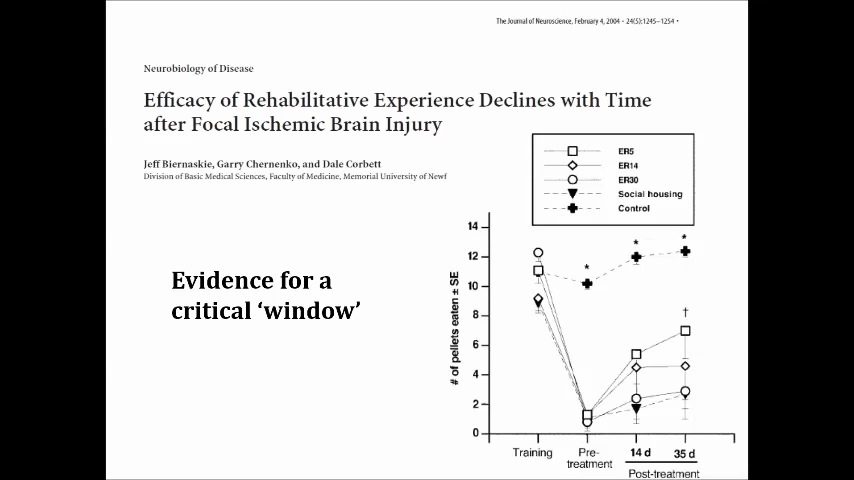 The Journal of Neuroscience, February 4, 2004 • 24(5):1245–1254 •
Neurobiology of Disease
Efficacy of Rehabilitative Experience Declines with Time
after Focal Ischemic Brain Injury
Jeff Biernaskie, Garry Chernenko, and Dale Corbett
Division of Basic Medical Sciences, Faculty of Medicine, Memorial University of Newf
ER5
ER14
ER30
Social housing
Control
Evidence for a
critical ‘window’
# of pellets eaten ± SE
14
12
10
8
6
4
2
0
*
*
*
†
Training
Pre-
treatment
14 d
35 d
Post-treatment